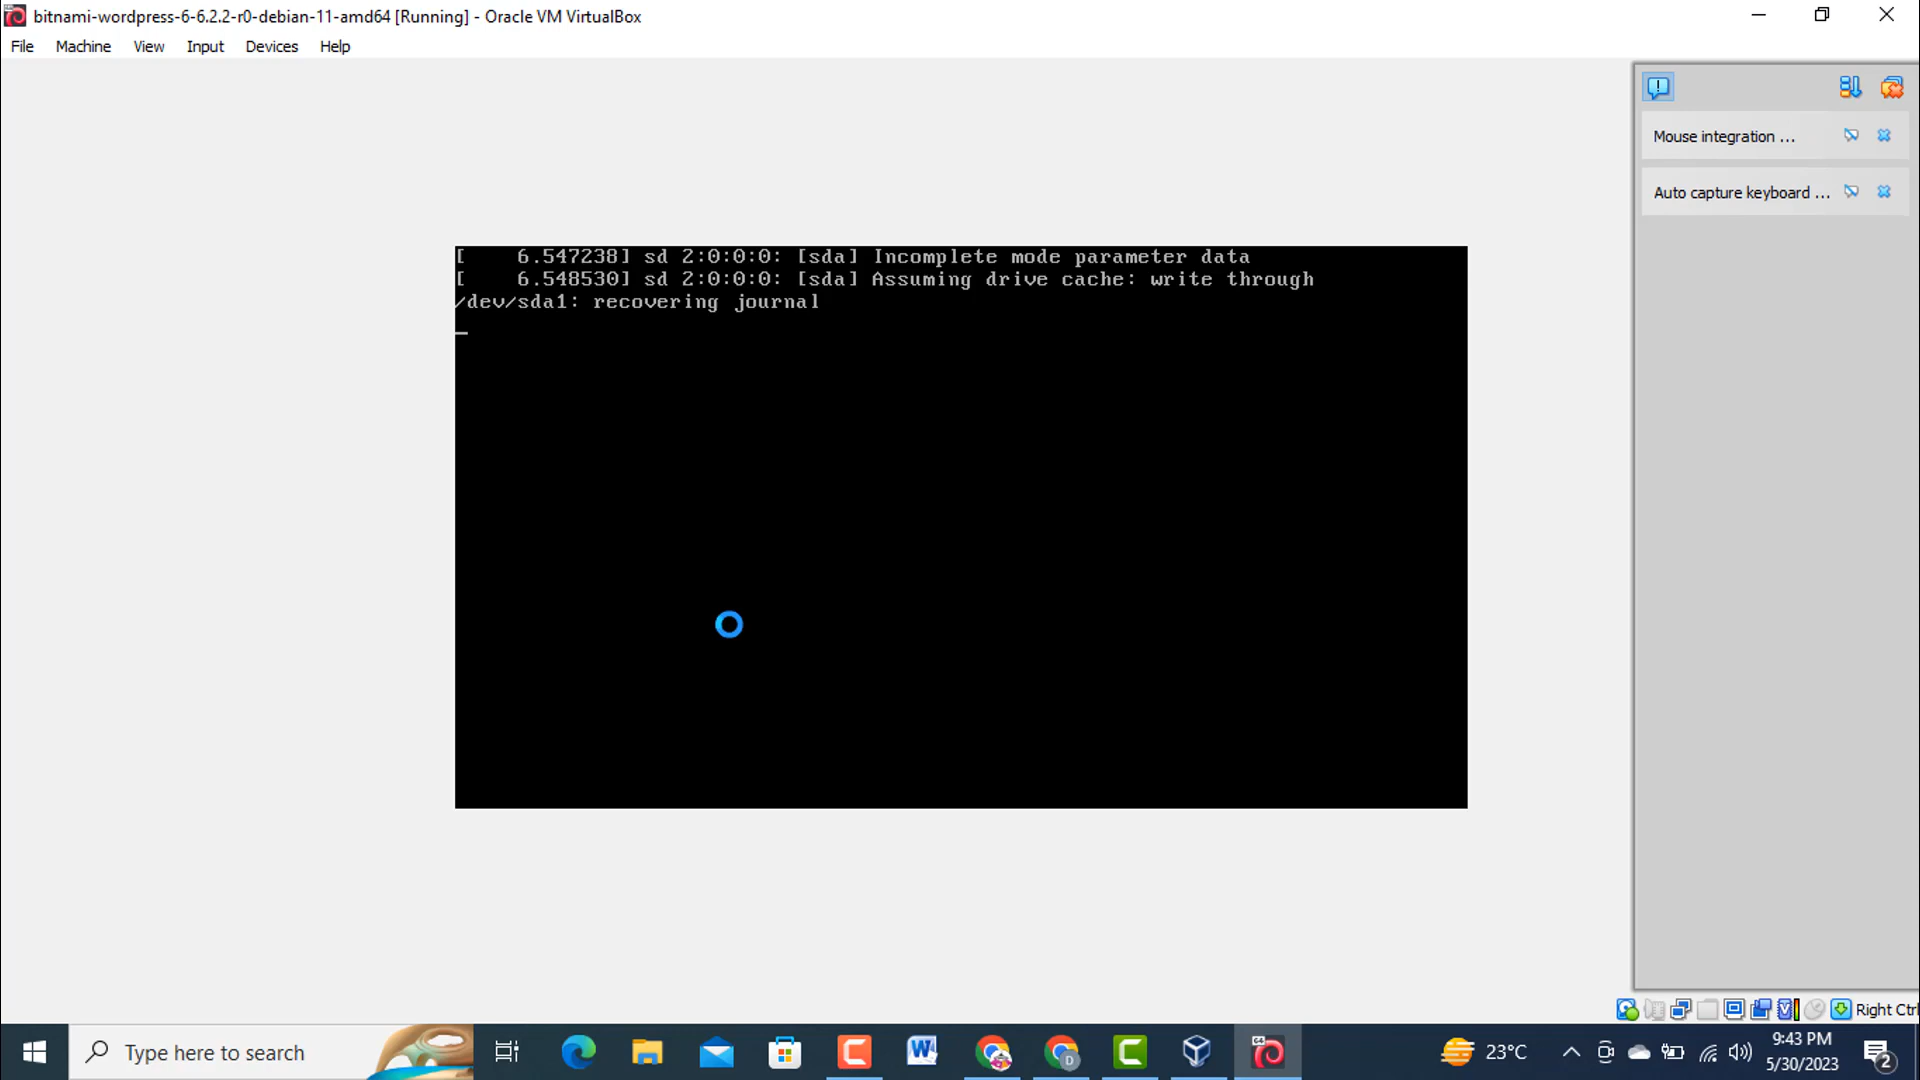 bitnami-wordpress-6-6.2.2-r0-debian-11-amd64 [Running] - Oracle VM VirtualBox
File Machine View Input Devices Help
Mouse integration ...
Auto capture keyboard ...
[    6.547238] sd 2:0:0:0: [sda] Incomplete mode parameter data
[    6.548530] sd 2:0:0:0: [sda] Assuming drive cache: write through
/dev/sda1: recovering journal
_
Right Ctrl
Type here to search
23°C
9:43 PM
5/30/2023
2